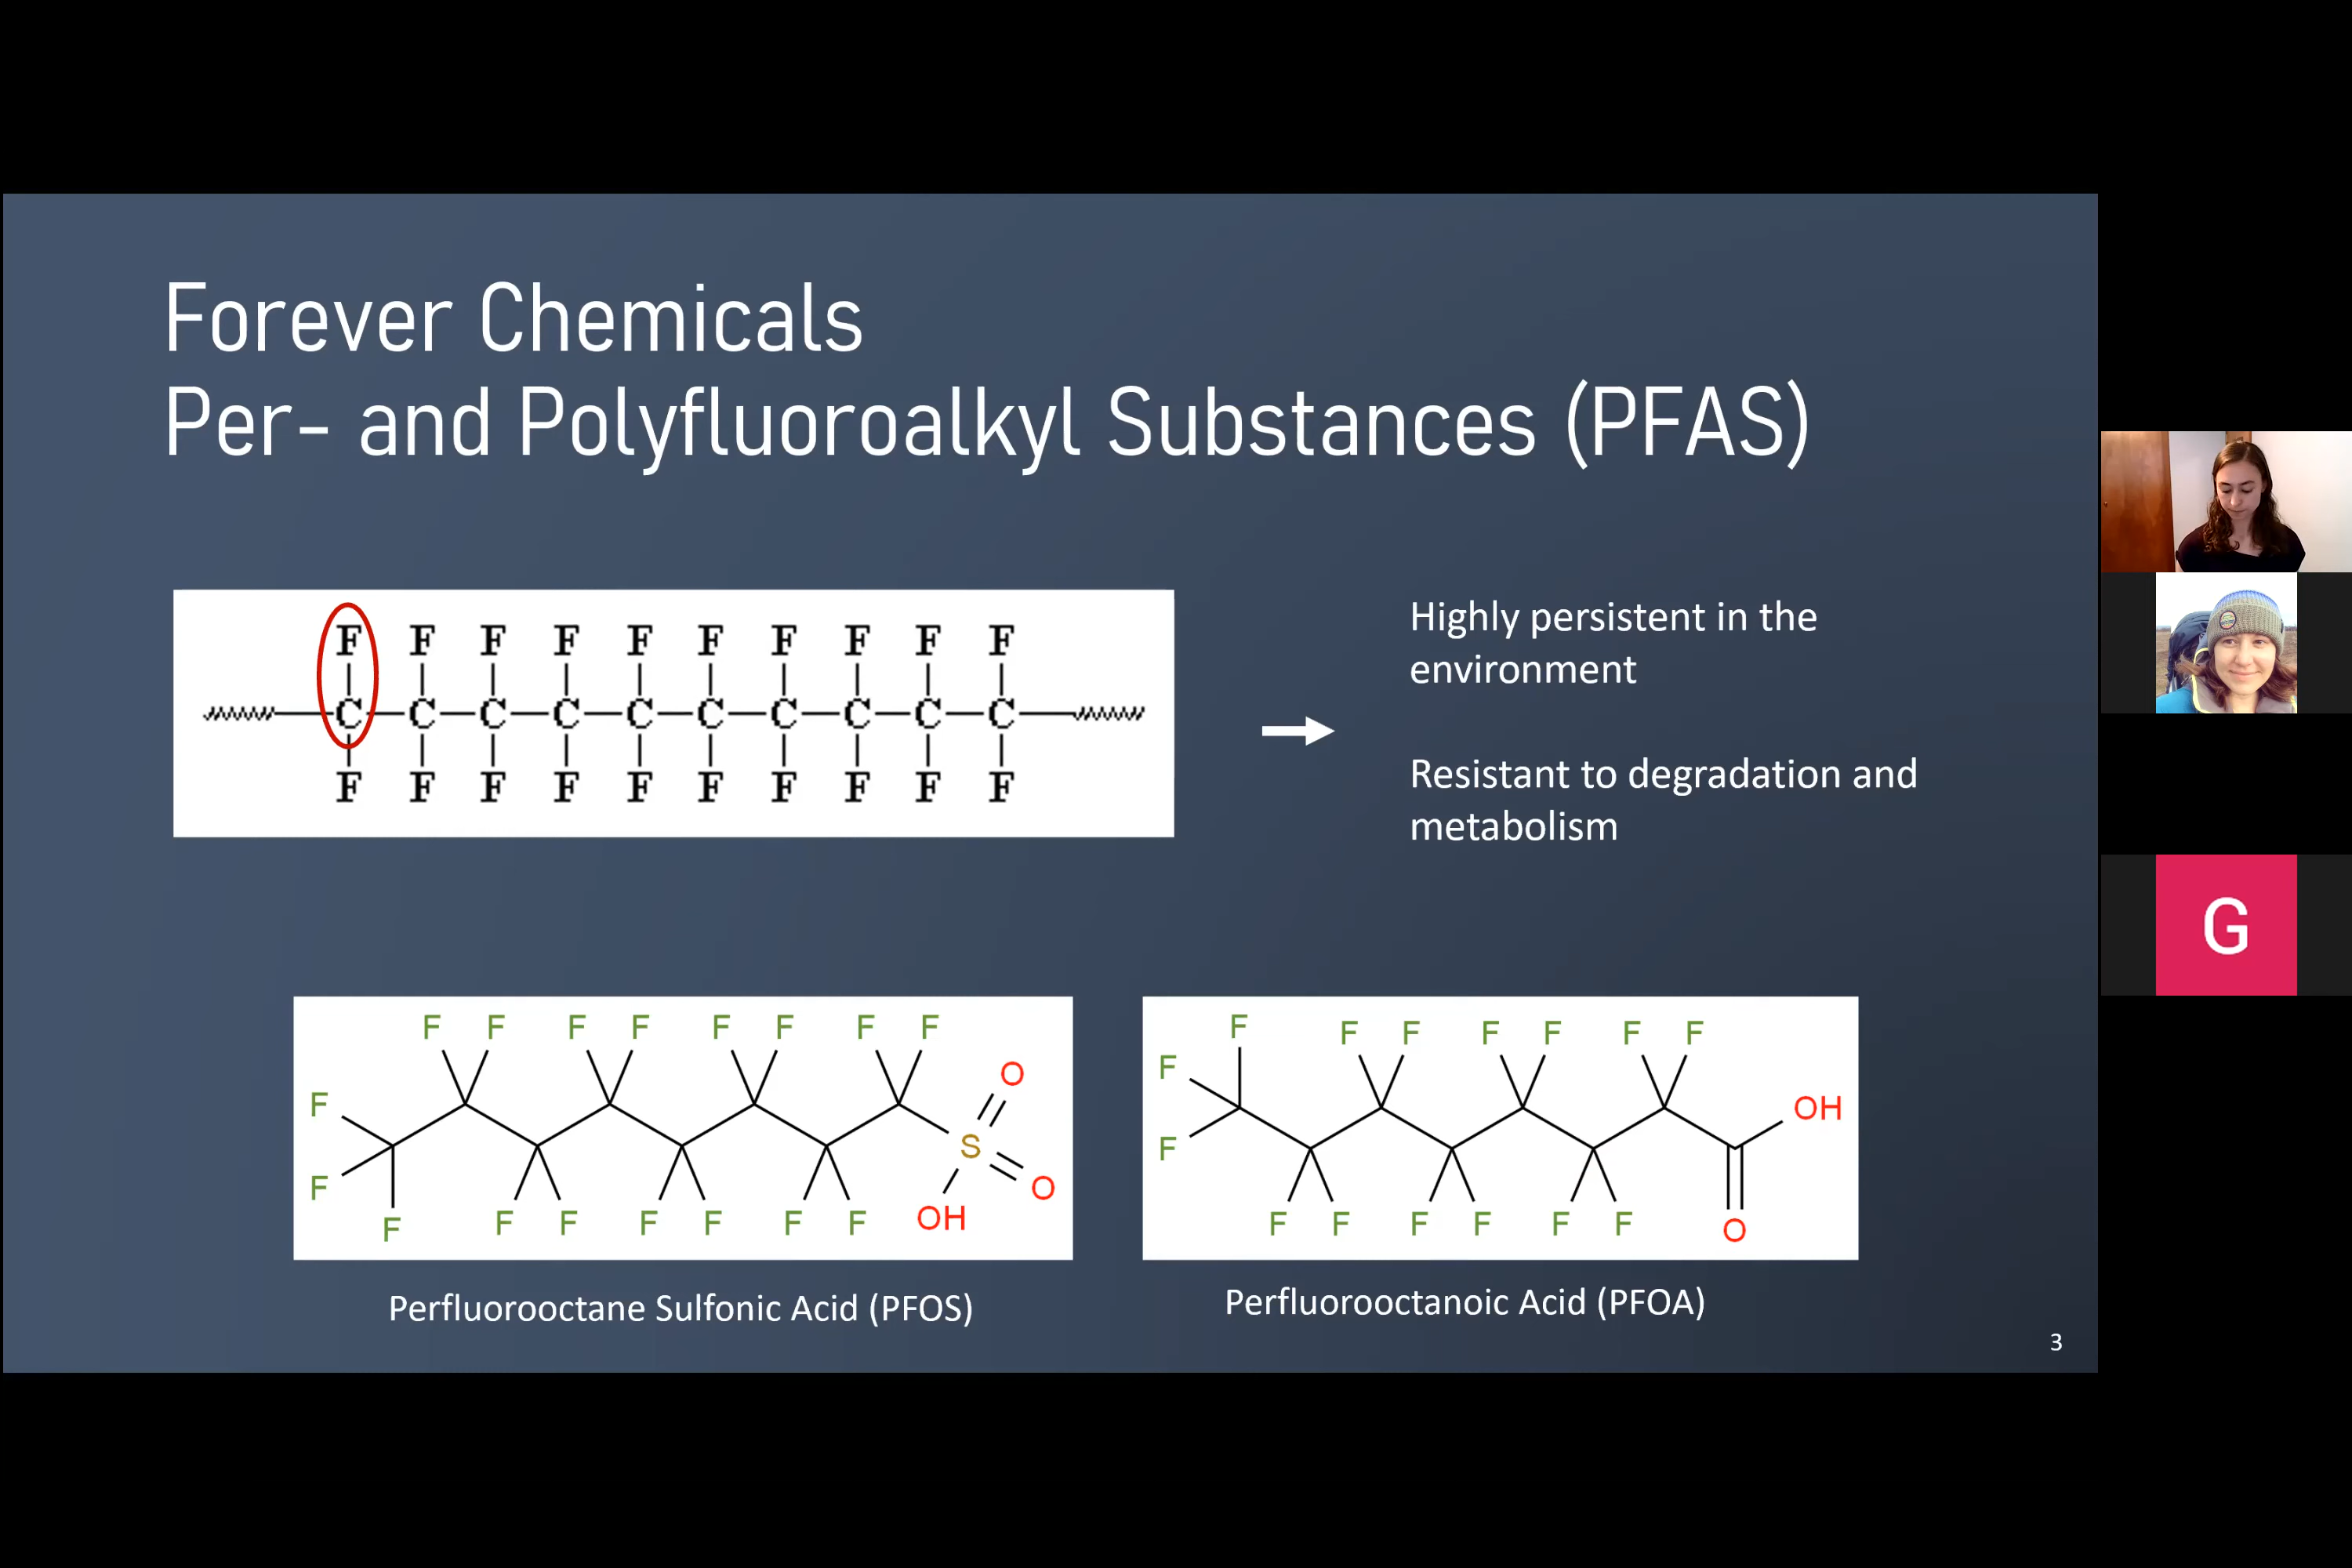 Forever Chemicals
Per- and Polyfluoroalkyl Substances (PFAS)
F F F F F F F F F F
C C C C C C C C C C
F F F F F F F F F F
Highly persistent in the
environment
Resistant to degradation and
metabolism
G
F F F F F F F F
O
F
S
F
O
F F F F F F F OH
Perfluorooctane Sulfonic Acid (PFOS)
F F F F F F F
F
OH
F
F F F F F F O
Perfluorooctanoic Acid (PFOA)
3